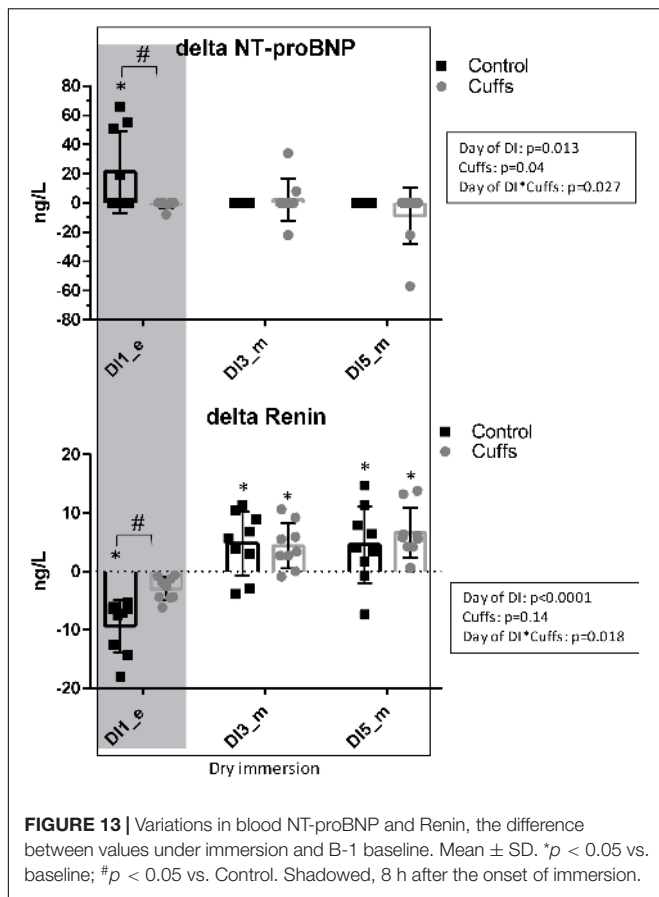 delta NT-proBNP
#
*
Control
Cuffs
ng/L
80
60
40
20
0
-20
-40
-60
-80
DI1_e
DI3_m
DI5_m
Day of DI: p=0.013
Cuffs: p=0.04
Day of DI*Cuffs: p=0.027
delta Renin
Control
Cuffs
ng/L
20
10
0
-10
-20
#
*
*
*
*
*
DI1_e
DI3_m
DI5_m
Dry immersion
Day of DI: p<0.0001
Cuffs: p=0.14
Day of DI*Cuffs: p=0.018
FIGURE 13 | Variations in blood NT-proBNP and Renin, the difference
between values under immersion and B-1 baseline. Mean ± SD. *p < 0.05 vs.
baseline; #p < 0.05 vs. Control. Shadowed, 8 h after the onset of immersion.